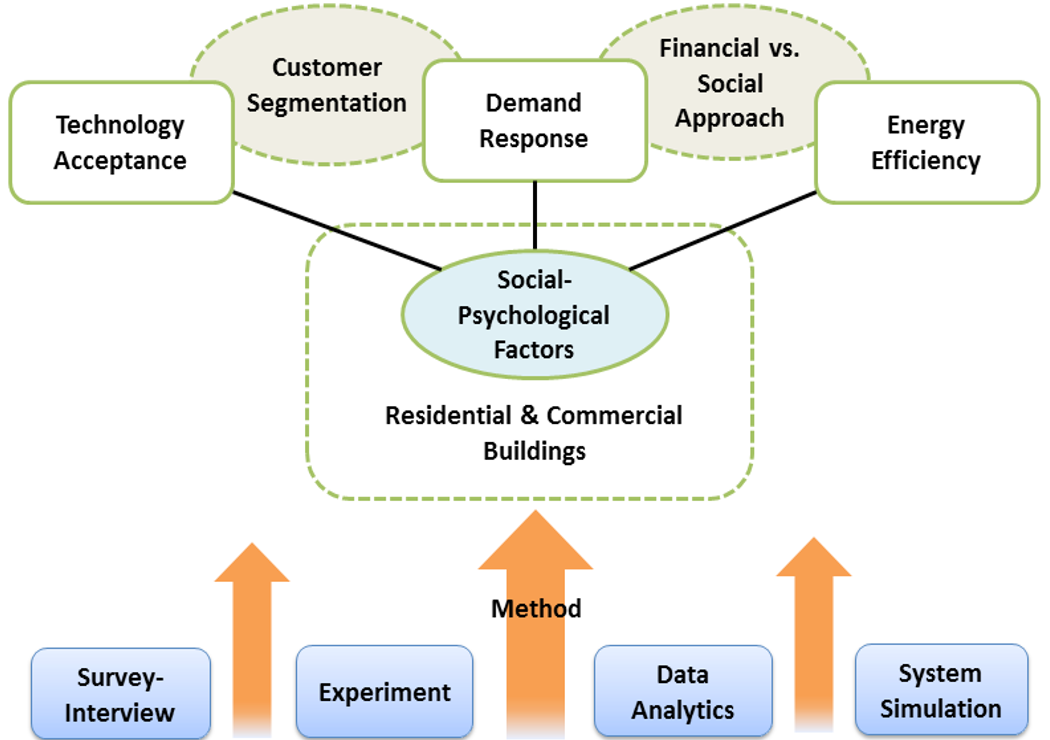 Customer
Segmentation
Financial vs.
Social
Approach
Technology
Acceptance
Demand
Response
Energy
Efficiency
Social-
Psychological
Factors
Residential & Commercial
Buildings
Method
Survey-
Interview
Experiment
Data
Analytics
System
Simulation